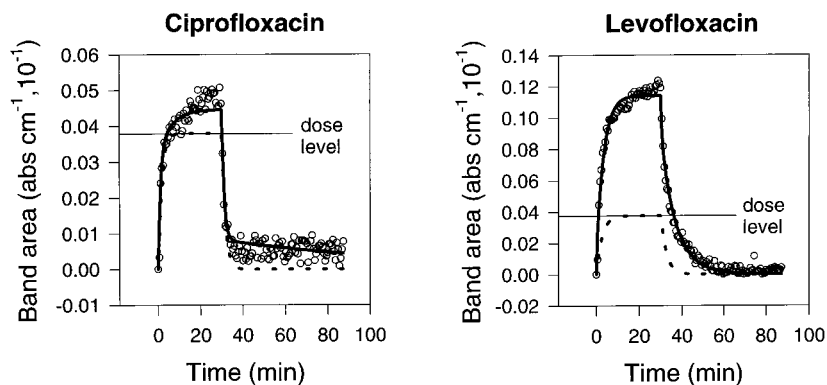 Ciprofloxacin
Band area (abs cm⁻¹,10⁻¹)
0.06
0.05
0.04
0.03
0.02
0.01
0.00
-0.01
dose
level
0 20 40 60 80 100
Time (min)
Levofloxacin
Band area (abs cm⁻¹,10⁻¹)
0.14
0.12
0.10
0.08
0.06
0.04
0.02
0.00
-0.02
dose
level
0 20 40 60 80 100
Time (min)